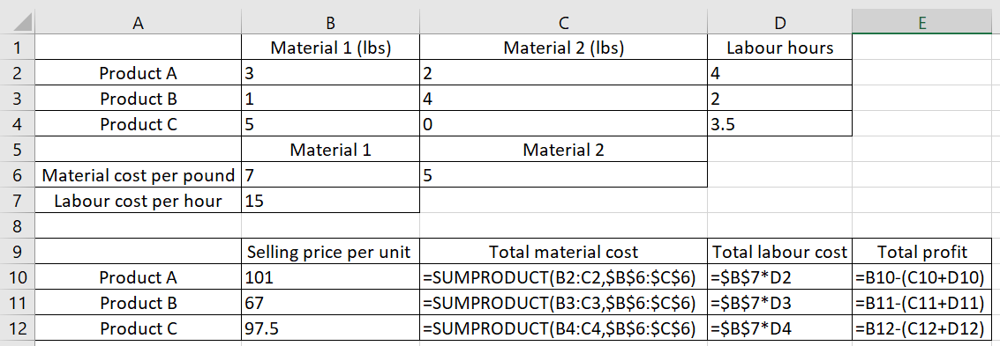 A B C D E
1 Material 1 (lbs) Material 2 (lbs) Labour hours
2 Product A 3 2 4
3 Product B 1 4 2
4 Product C 5 0 3.5
5 Material 1 Material 2
6 Material cost per pound 7 5
7 Labour cost per hour 15
8
9 Selling price per unit Total material cost Total labour cost Total profit
10 Product A 101 =SUMPRODUCT(B2:C2,$B$6:$C$6) =$B$7*D2 =B10-(C10+D10)
11 Product B 67 =SUMPRODUCT(B3:C3,$B$6:$C$6) =$B$7*D3 =B11-(C11+D11)
12 Product C 97.5 =SUMPRODUCT(B4:C4,$B$6:$C$6) =$B$7*D4 =B12-(C12+D12)